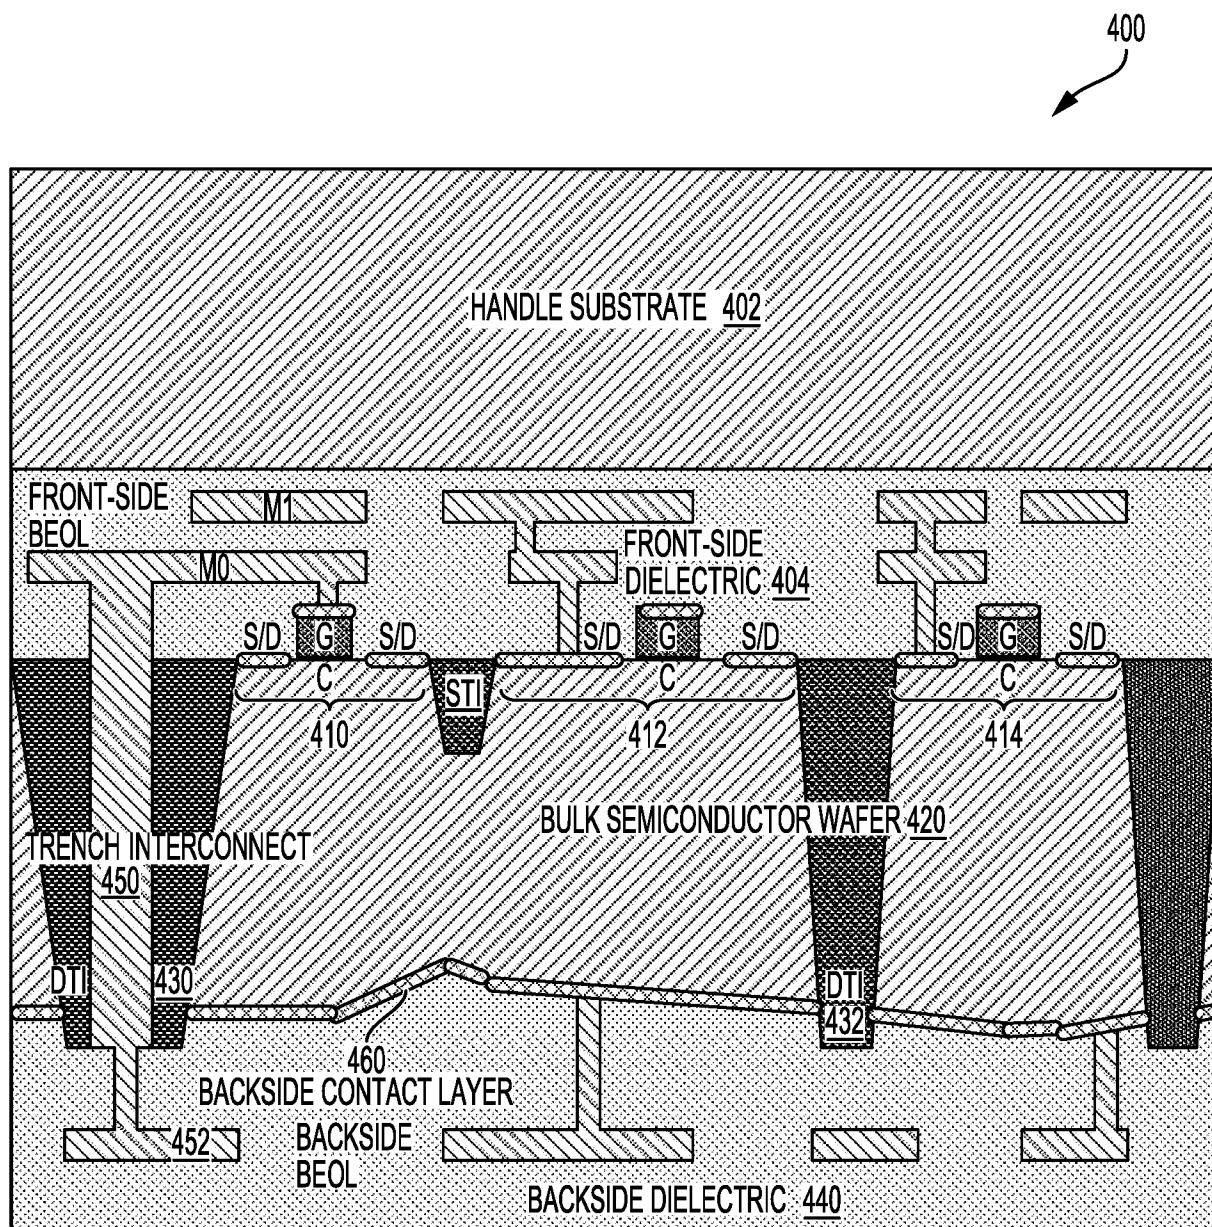 400
HANDLE SUBSTRATE 402
FRONT-SIDE
BEOL
M1
M0
FRONT-SIDE
DIELECTRIC 404
S/D
G
S/D
S/D
G
S/D
S/D
G
S/D
C
STI
C
C
410
412
414
BULK SEMICONDUCTOR WAFER 420
TRENCH INTERCONNECT
450
DTI
430
DTI
432
460
BACKSIDE CONTACT LAYER
452
BACKSIDE
BEOL
BACKSIDE DIELECTRIC 440